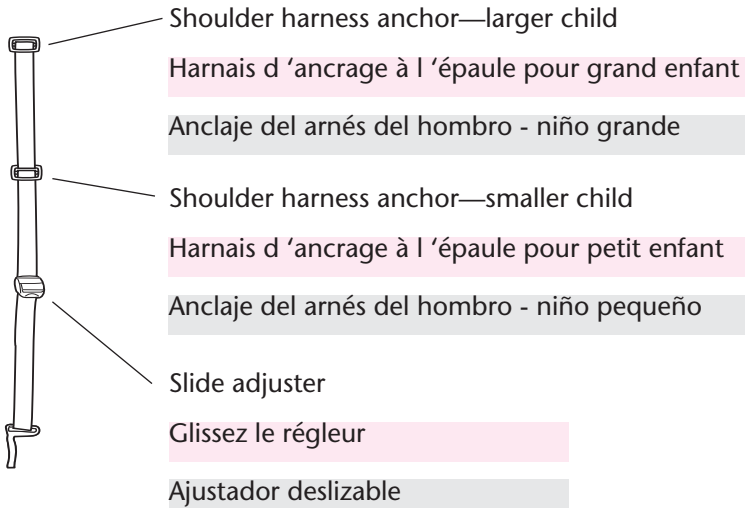 Shoulder harness anchor—larger child
Harnais d ‘ancrage à l ‘épaule pour grand enfant
Anclaje del arnés del hombro - niño grande
Shoulder harness anchor—smaller child
Harnais d ‘ancrage à l ‘épaule pour petit enfant
Anclaje del arnés del hombro - niño pequeño
Slide adjuster
Glissez le régleur
Ajustador deslizable